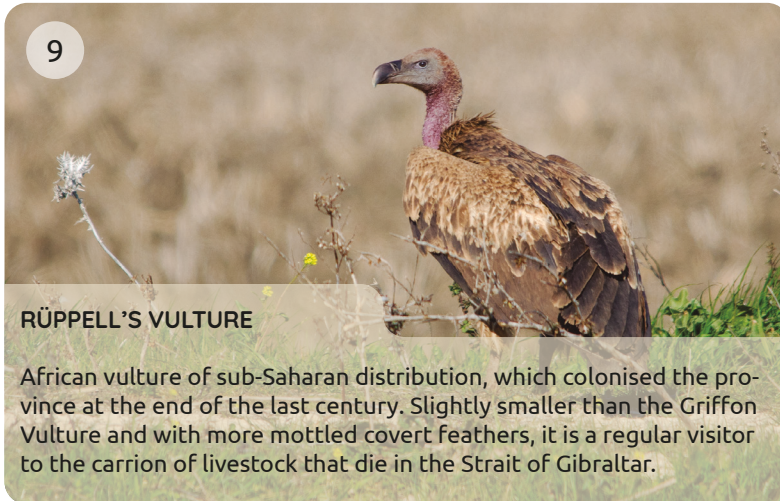 9
RÜPPELL’S VULTURE
African vulture of sub-Saharan distribution, which colonised the pro-
vince at the end of the last century. Slightly smaller than the Griffon
Vulture and with more mottled covert feathers, it is a regular visitor
to the carrion of livestock that die in the Strait of Gibraltar.